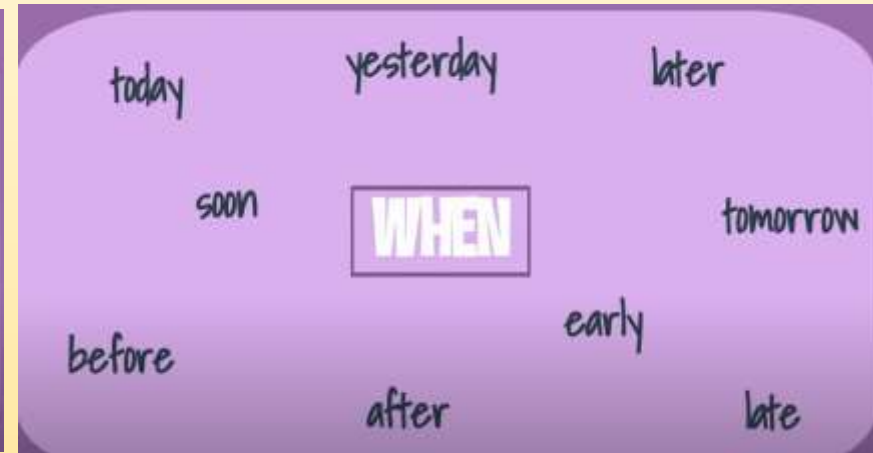 today
yesterday
later
soon
WHEN
tomorrow
early
before
after
late